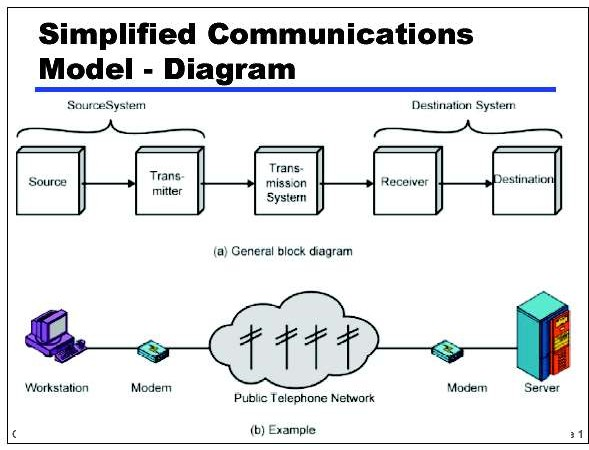 Simplified Communications
Model - Diagram
SourceSystem
Destination System
Source
Trans-
mitter
Trans-
mission
System
Receiver
Destination
(a) General block diagram
Workstation
Modem
Public Telephone Network
Modem
Server
(b) Example
1